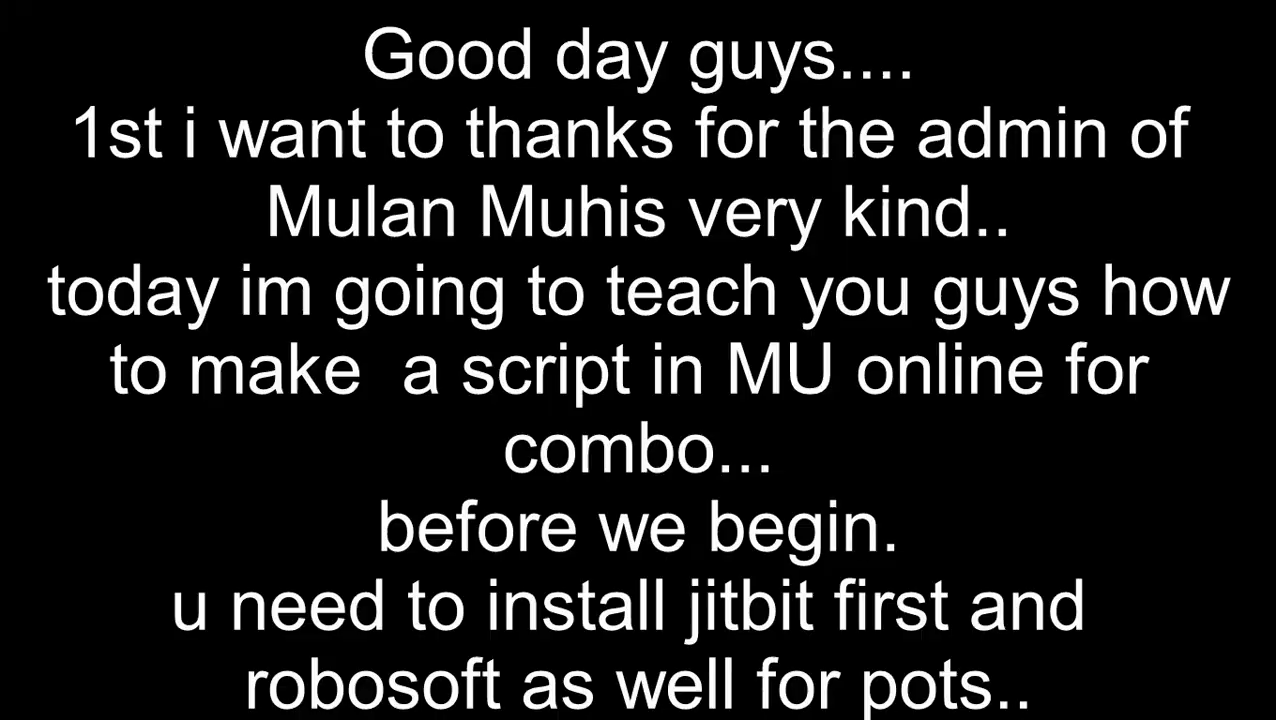 Good day guys....
1st i want to thanks for the admin of
Mulan Muhis very kind..
today im going to teach you guys how
to make  a script in MU online for
combo...
before we begin.
u need to install jitbit first and
robosoft as well for pots..